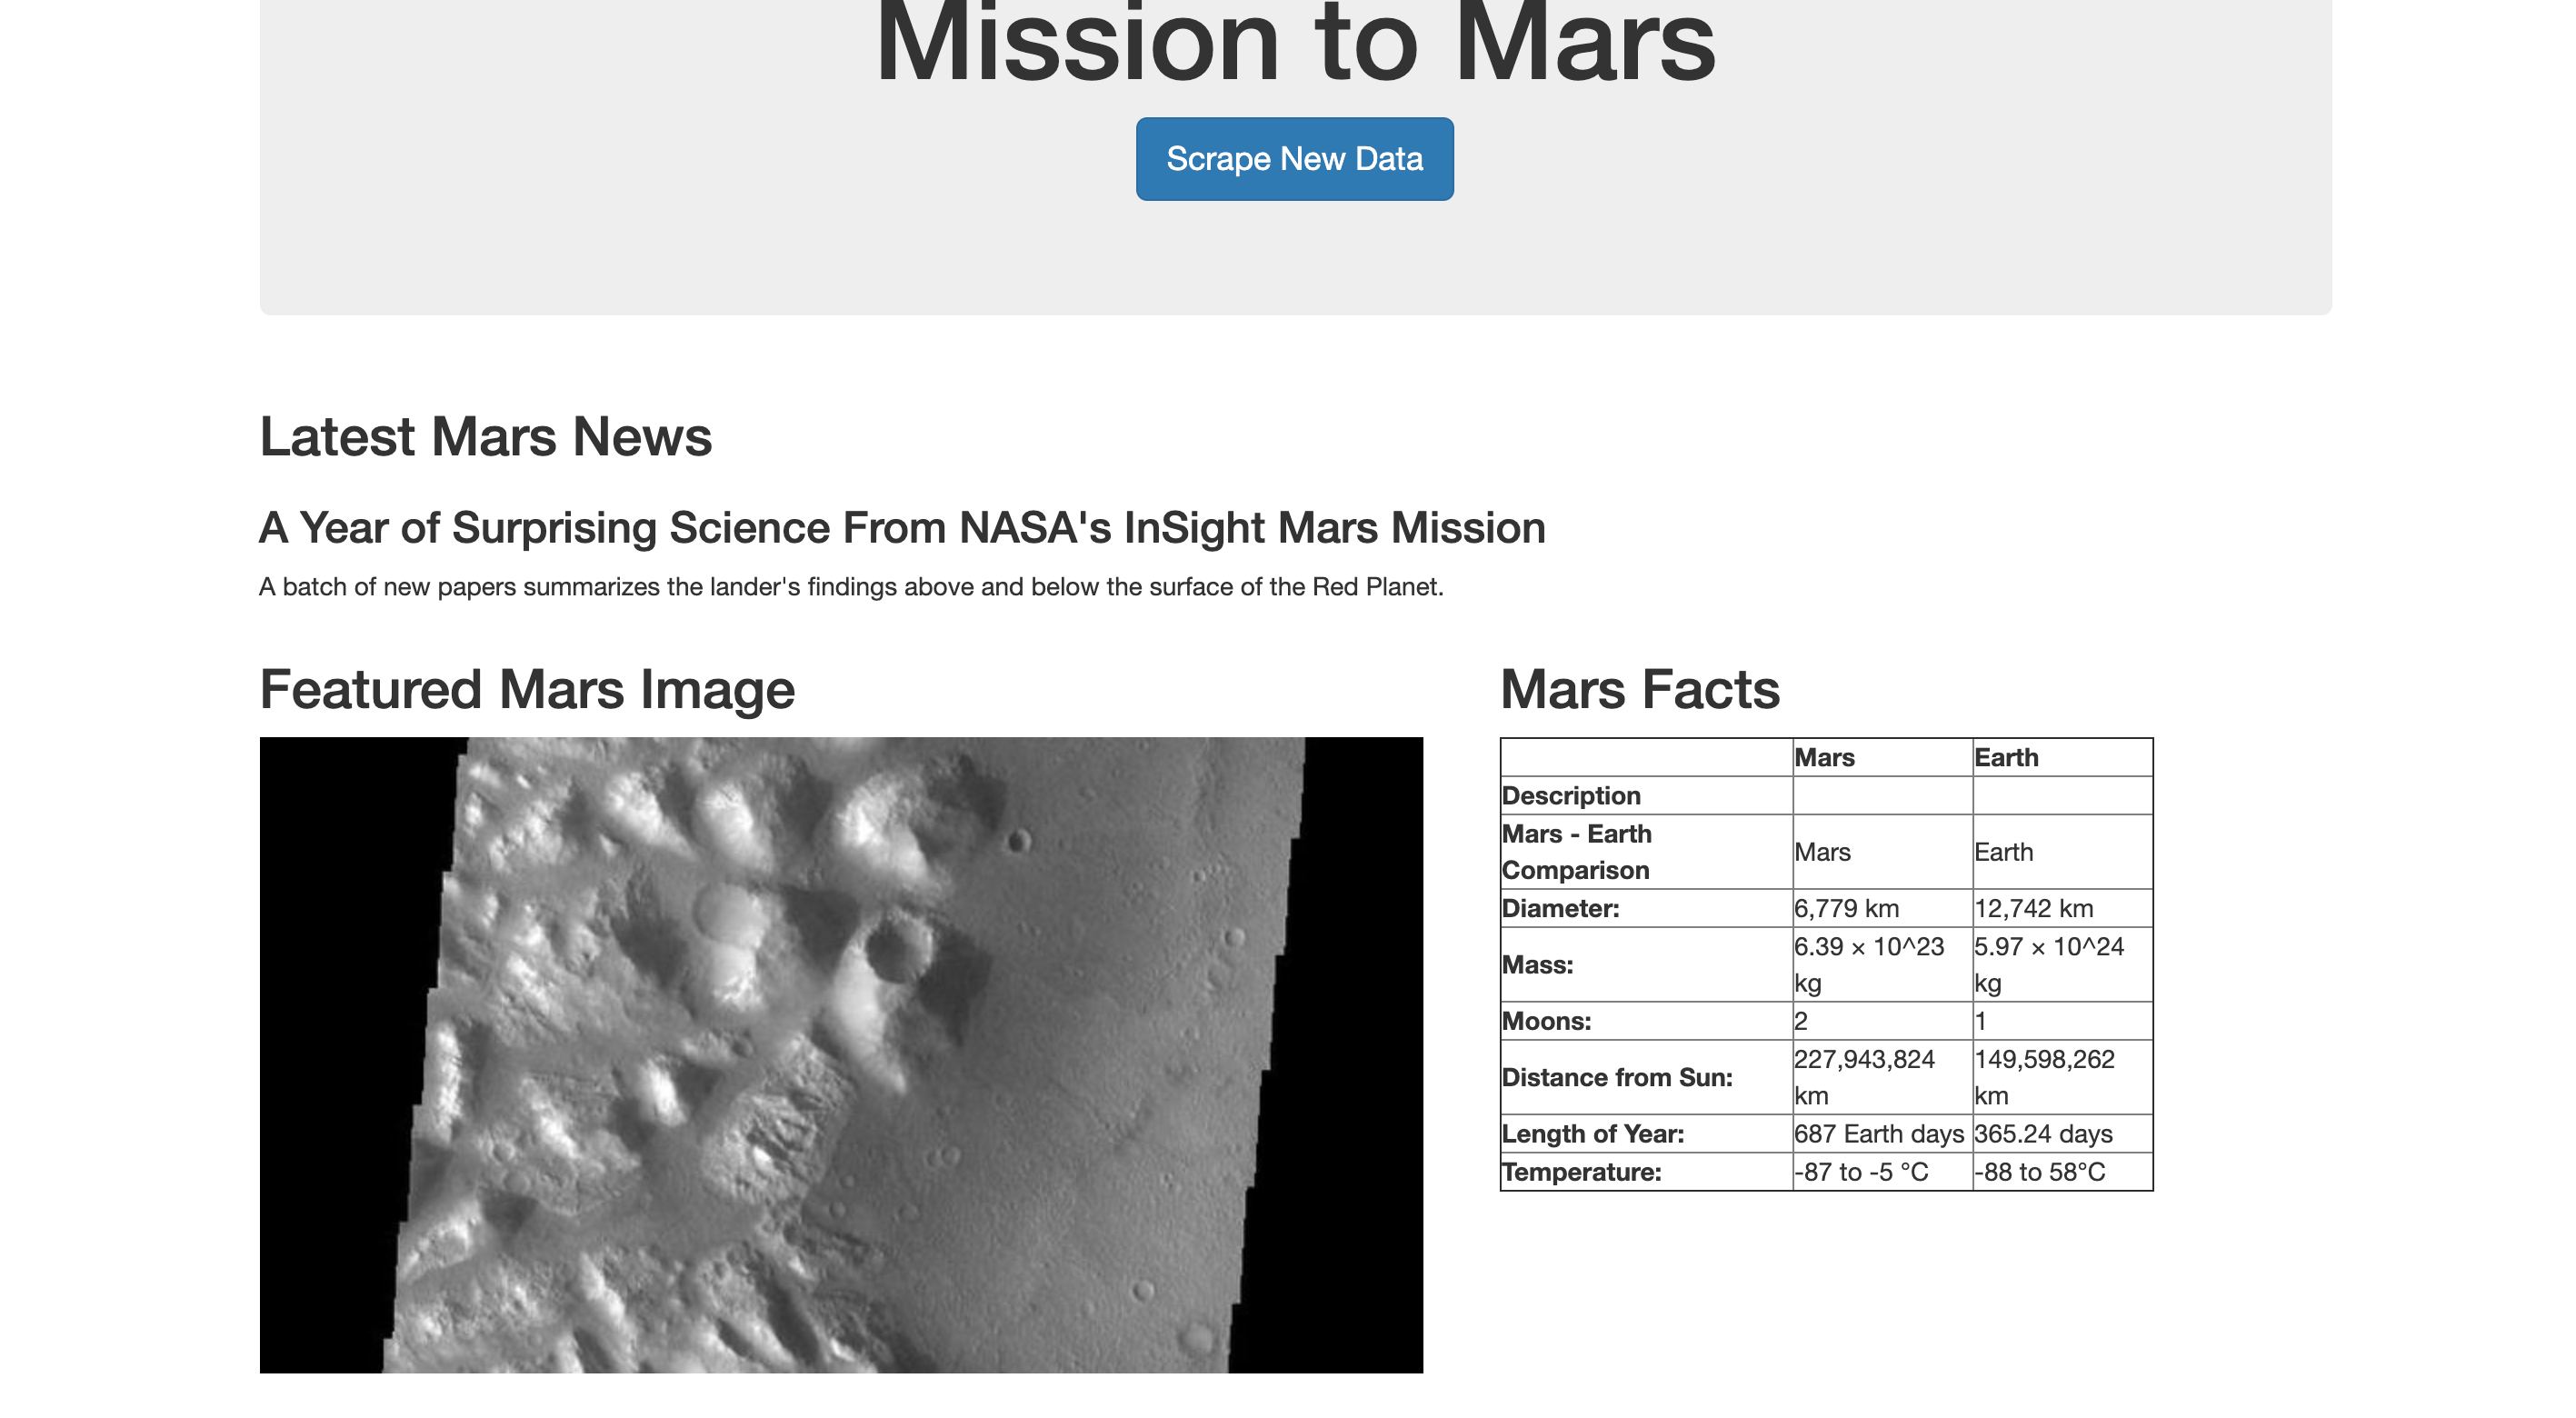 Mission to Mars
Scrape New Data
Latest Mars News
A Year of Surprising Science From NASA's InSight Mars Mission
A batch of new papers summarizes the lander's findings above and below the surface of the Red Planet.
Featured Mars Image
Mars Facts
Mars Earth
Description
Mars - Earth
Comparison
Mars Earth
Diameter: 6,779 km 12,742 km
Mass: 6.39 × 10^23 kg 5.97 × 10^24 kg
Moons: 2 1
Distance from Sun: 227,943,824 km 149,598,262 km
Length of Year: 687 Earth days 365.24 days
Temperature: -87 to -5 °C -88 to 58°C